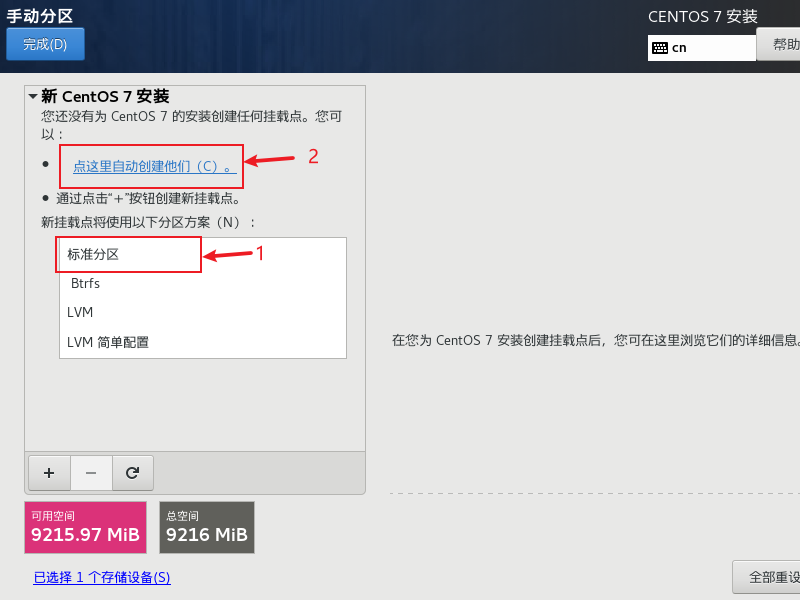 手动分区
CENTOS 7 安装
完成(D)
cn
帮助
新 CentOS 7 安装
您还没有为 CentOS 7 的安装创建任何挂载点。您可
以：
点这里自动创建他们（C）。
2
通过点击“+”按钮创建新挂载点。
新挂载点将使用以下分区方案（N）：
标准分区
1
Btrfs
LVM
LVM 简单配置
在您为 CentOS 7 安装创建挂载点后，您可在这里浏览它们的详细信息。
+ −
可用空间
9215.97 MiB
总空间
9216 MiB
已选择 1 个存储设备(S)
全部重设